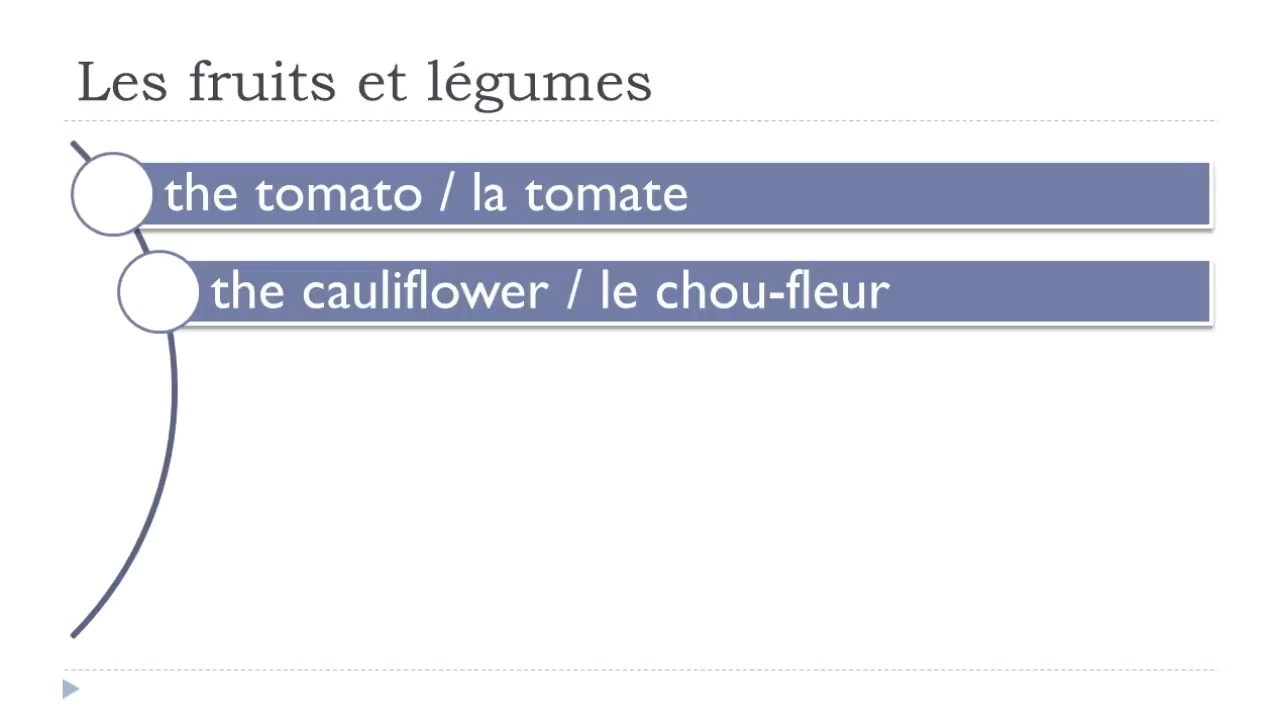 Les fruits et légumes
the tomato / la tomate
the cauliflower / le chou-fleur